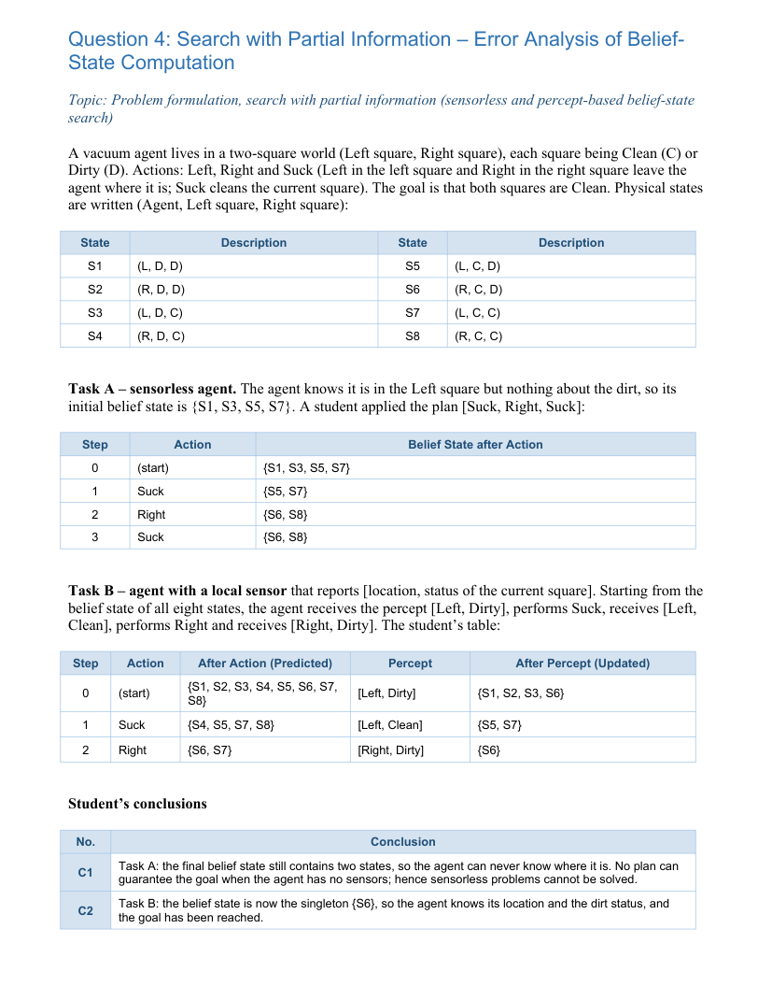 Question 4: Search with Partial Information – Error Analysis of Belief-
State Computation
Topic: Problem formulation, search with partial information (sensorless and percept-based belief-state
search)
A vacuum agent lives in a two-square world (Left square, Right square), each square being Clean (C) or
Dirty (D). Actions: Left, Right and Suck (Left in the left square and Right in the right square leave the
agent where it is; Suck cleans the current square). The goal is that both squares are Clean. Physical states
are written (Agent, Left square, Right square):
State Description State Description
S1 (L, D, D) S5 (L, C, D)
S2 (R, D, D) S6 (R, C, D)
S3 (L, D, C) S7 (L, C, C)
S4 (R, D, C) S8 (R, C, C)
Task A – sensorless agent. The agent knows it is in the Left square but nothing about the dirt, so its
initial belief state is {S1, S3, S5, S7}. A student applied the plan [Suck, Right, Suck]:
Step Action Belief State after Action
0 (start) {S1, S3, S5, S7}
1 Suck {S5, S7}
2 Right {S6, S8}
3 Suck {S6, S8}
Task B – agent with a local sensor that reports [location, status of the current square]. Starting from the
belief state of all eight states, the agent receives the percept [Left, Dirty], performs Suck, receives [Left,
Clean], performs Right and receives [Right, Dirty]. The student’s table:
Step Action After Action (Predicted) Percept After Percept (Updated)
0 (start) {S1, S2, S3, S4, S5, S6, S7, [Left, Dirty] {S1, S2, S3, S6}
S8}
1 Suck {S4, S5, S7, S8} [Left, Clean] {S5, S7}
2 Right {S6, S7} [Right, Dirty] {S6}
Student’s conclusions
No. Conclusion
C1 Task A: the final belief state still contains two states, so the agent can never know where it is. No plan can
guarantee the goal when the agent has no sensors; hence sensorless problems cannot be solved.
C2 Task B: the belief state is now the singleton {S6}, so the agent knows its location and the dirt status, and
the goal has been reached.